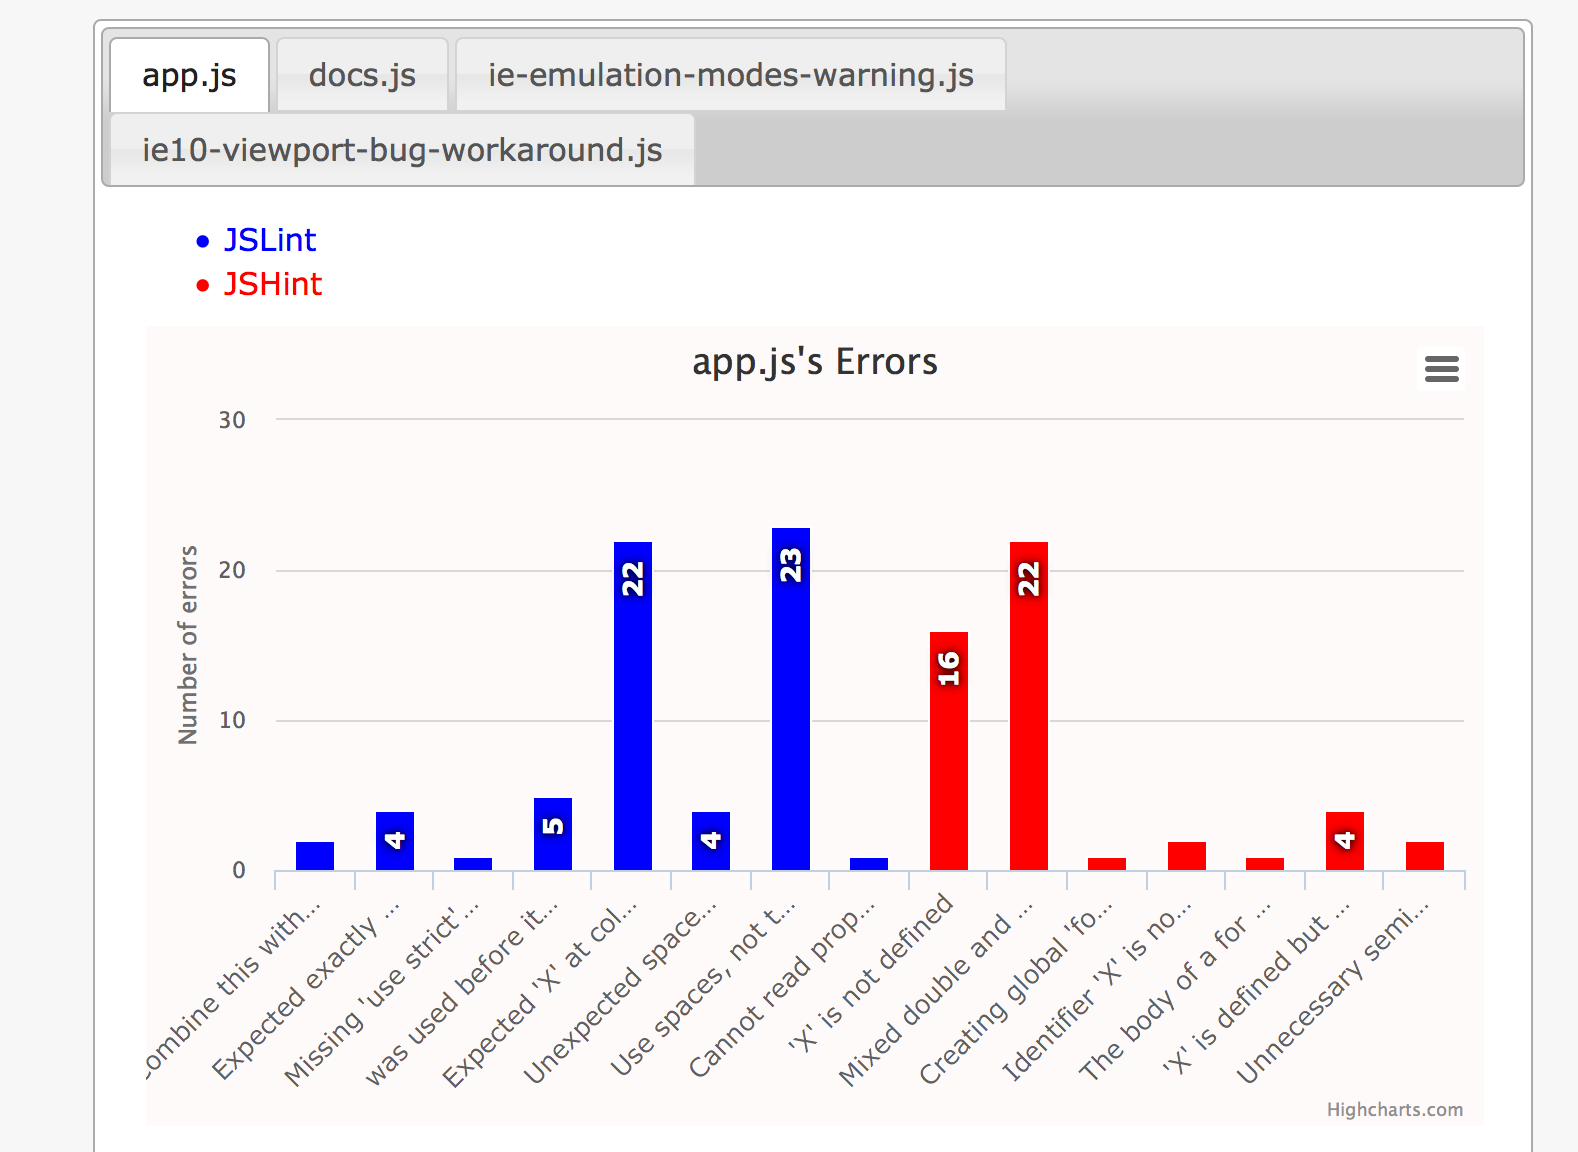 app.js docs.js ie-emulation-modes-warning.js
ie10-viewport-bug-workaround.js
JSLint
JSHint
app.js's Errors
Number of errors
30
20
10
0
4
5
22
4
23
16
22
4
ombine this with...
Expected exactly ...
Missing 'use strict'...
was used before it...
Expected 'X' at col...
Unexpected space...
Use spaces, not t...
Cannot read prop...
'X' is not defined
Mixed double and ...
Creating global 'fo...
Identifier 'X' is no...
The body of a for ...
'X' is defined but ...
Unnecessary semi...
Highcharts.com